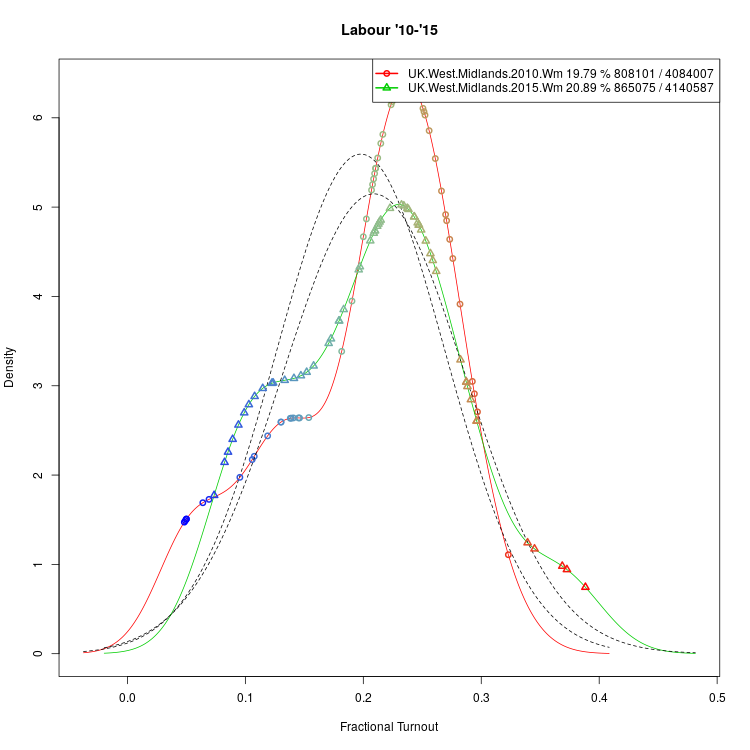 Labour '10-'15
UK.West.Midlands.2010.Wm 19.79 % 808101 / 4084007
UK.West.Midlands.2015.Wm 20.89 % 865075 / 4140587
6
5
4
3
2
1
0
Density
0.0 0.1 0.2 0.3 0.4 0.5
Fractional Turnout